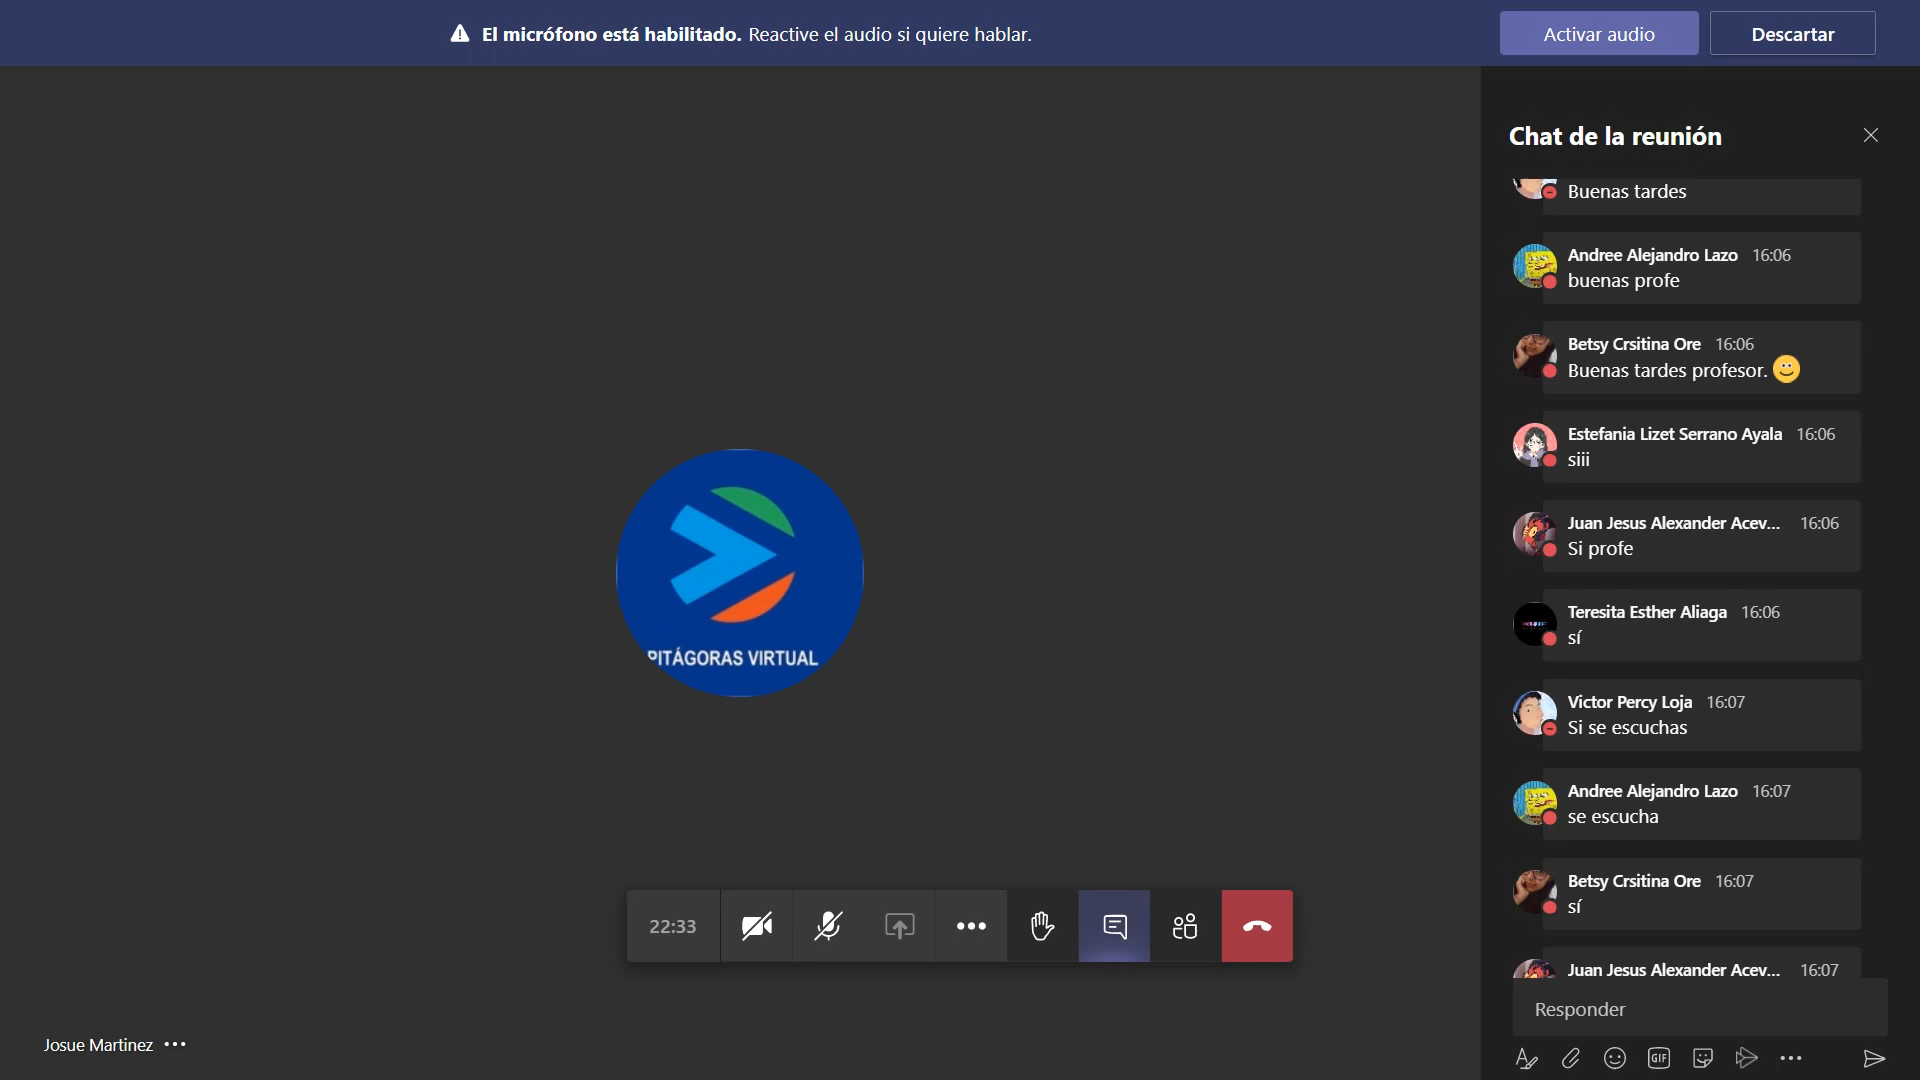 El micrófono está habilitado. Reactive el audio si quiere hablar.
Activar audio
Descartar
Chat de la reunión
Buenas tardes
Andree Alejandro Lazo 16:06
buenas profe
Betsy Crsitina Ore 16:06
Buenas tardes profesor.
Estefania Lizet Serrano Ayala 16:06
siii
Juan Jesus Alexander Acev... 16:06
Si profe
Teresita Esther Aliaga 16:06
sí
Victor Percy Loja 16:07
Si se escuchas
Andree Alejandro Lazo 16:07
se escucha
Betsy Crsitina Ore 16:07
sí
Juan Jesus Alexander Acev... 16:07
Responder
GIF
PITÁGORAS VIRTUAL
22:33
Josue Martinez